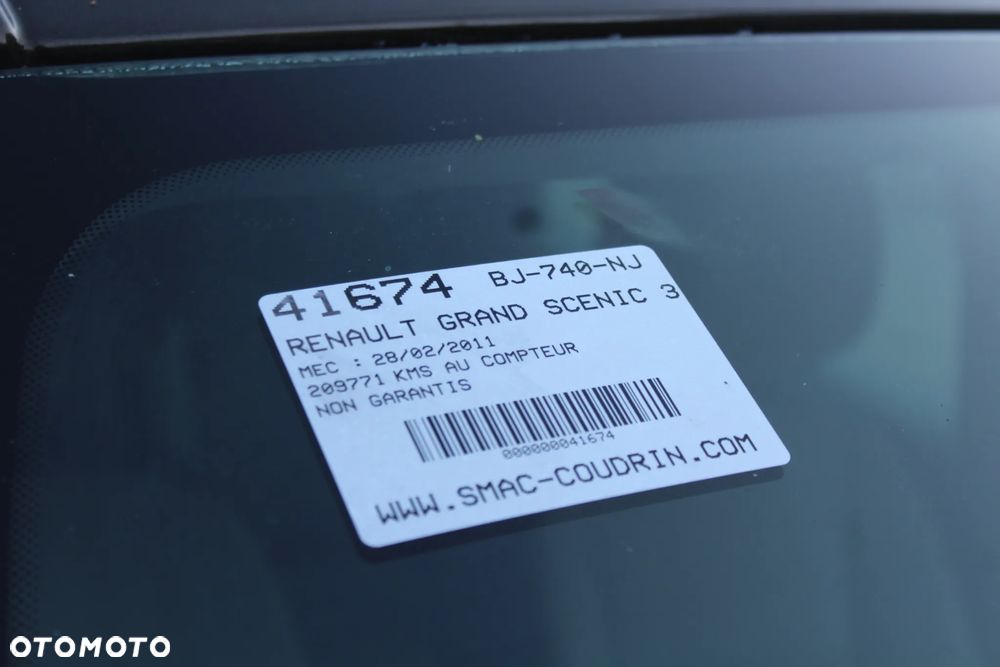 41674 BJ-740-NJ
RENAULT GRAND SCENIC 3
MEC : 28/02/2011
209771 KMS AU COMPTEUR
NON GARANTIS
000000041674
WWW.SMAC-COUDRIN.COM
OTOMOTO